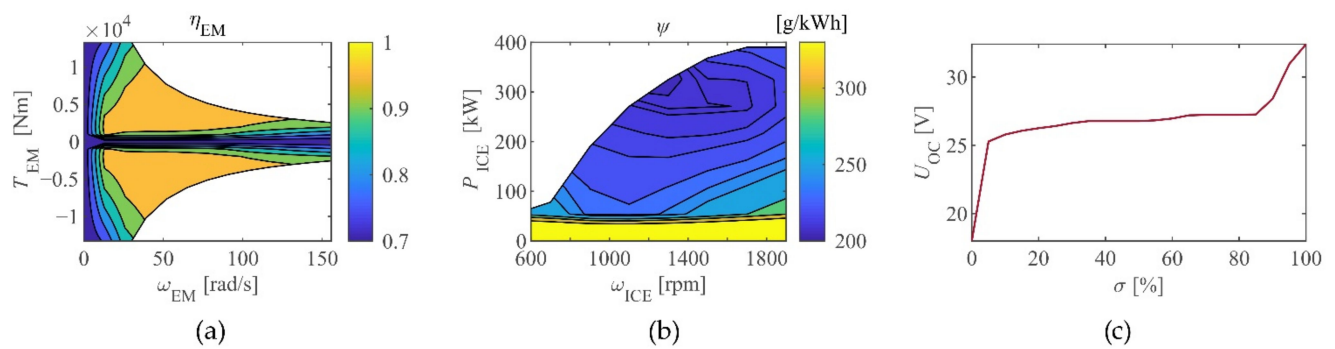 ×10⁴
η_EM
1
0.5
0
−0.5
−1
T_EM [Nm]
0 50 100 150
ω_EM [rad/s]
1
0.9
0.8
0.7
(a)
ψ
[g/kWh]
400
300
200
100
0
P_ICE [kW]
600 1000 1400 1800
ω_ICE [rpm]
300
250
200
(b)
30
25
20
U_OC [V]
0 20 40 60 80 100
σ [%]
(c)